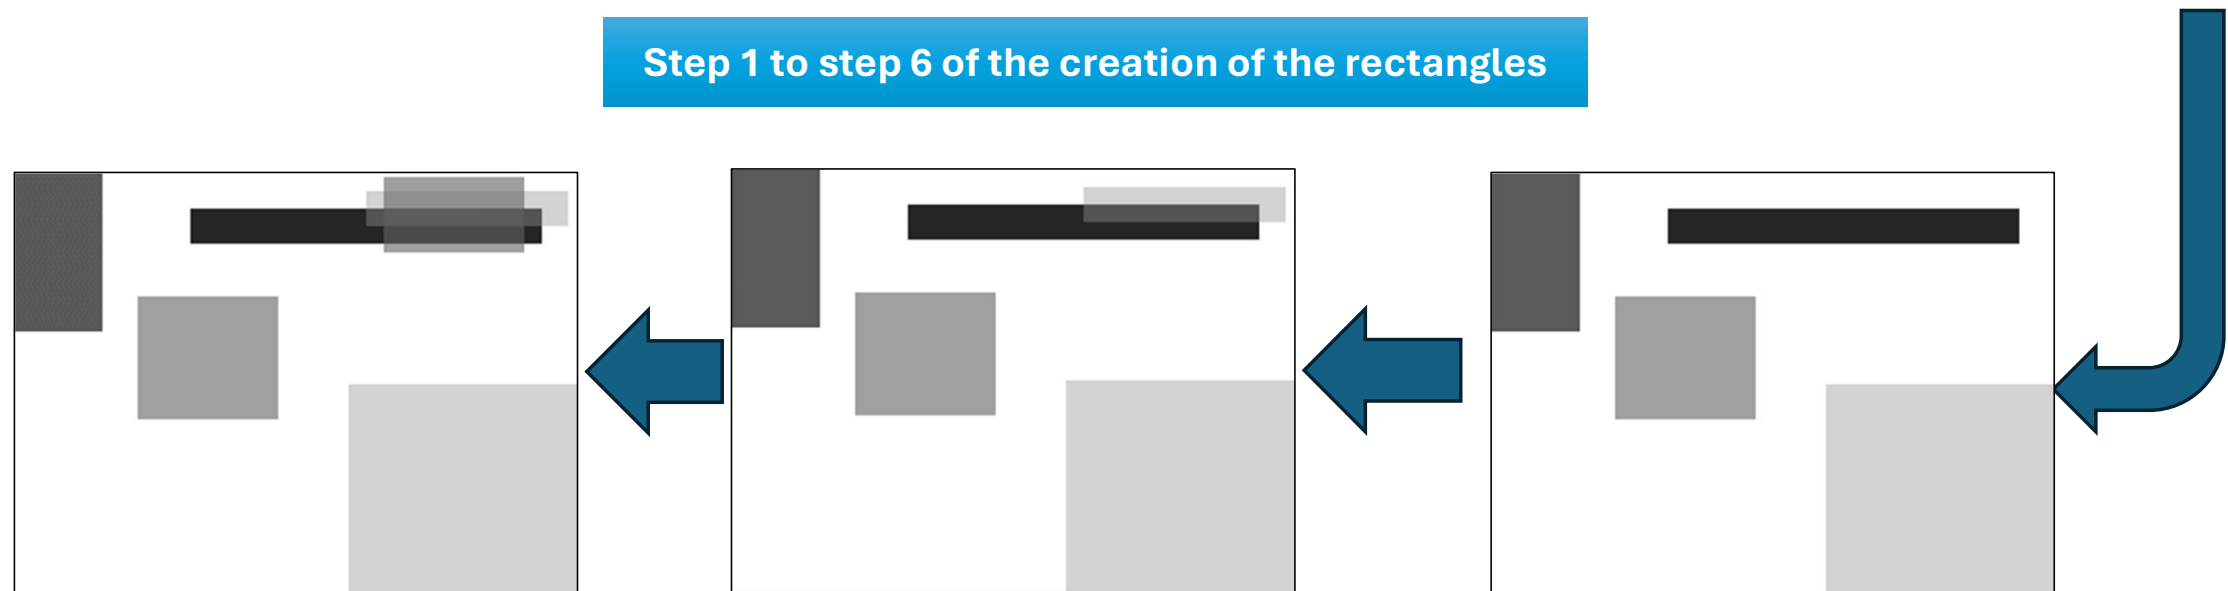 Step 1 to step 6 of the creation of the rectangles